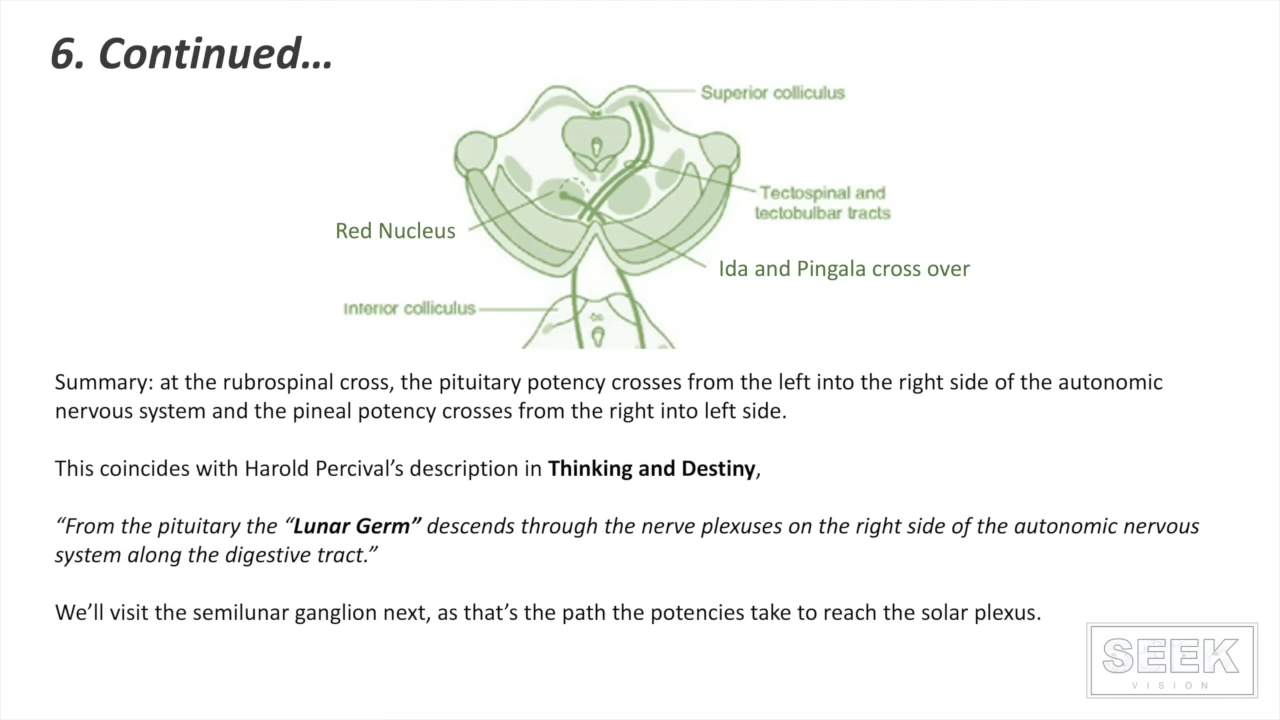 6. Continued…
Superior colliculus
Tectospinal and
tectobulbar tracts
Red Nucleus
Ida and Pingala cross over
Inferior colliculus
Summary: at the rubrospinal cross, the pituitary potency crosses from the left into the right side of the autonomic
nervous system and the pineal potency crosses from the right into left side.
This coincides with Harold Percival’s description in Thinking and Destiny,
“From the pituitary the “Lunar Germ” descends through the nerve plexuses on the right side of the autonomic nervous
system along the digestive tract.”
We’ll visit the semilunar ganglion next, as that’s the path the potencies take to reach the solar plexus.
SEEK
VISION